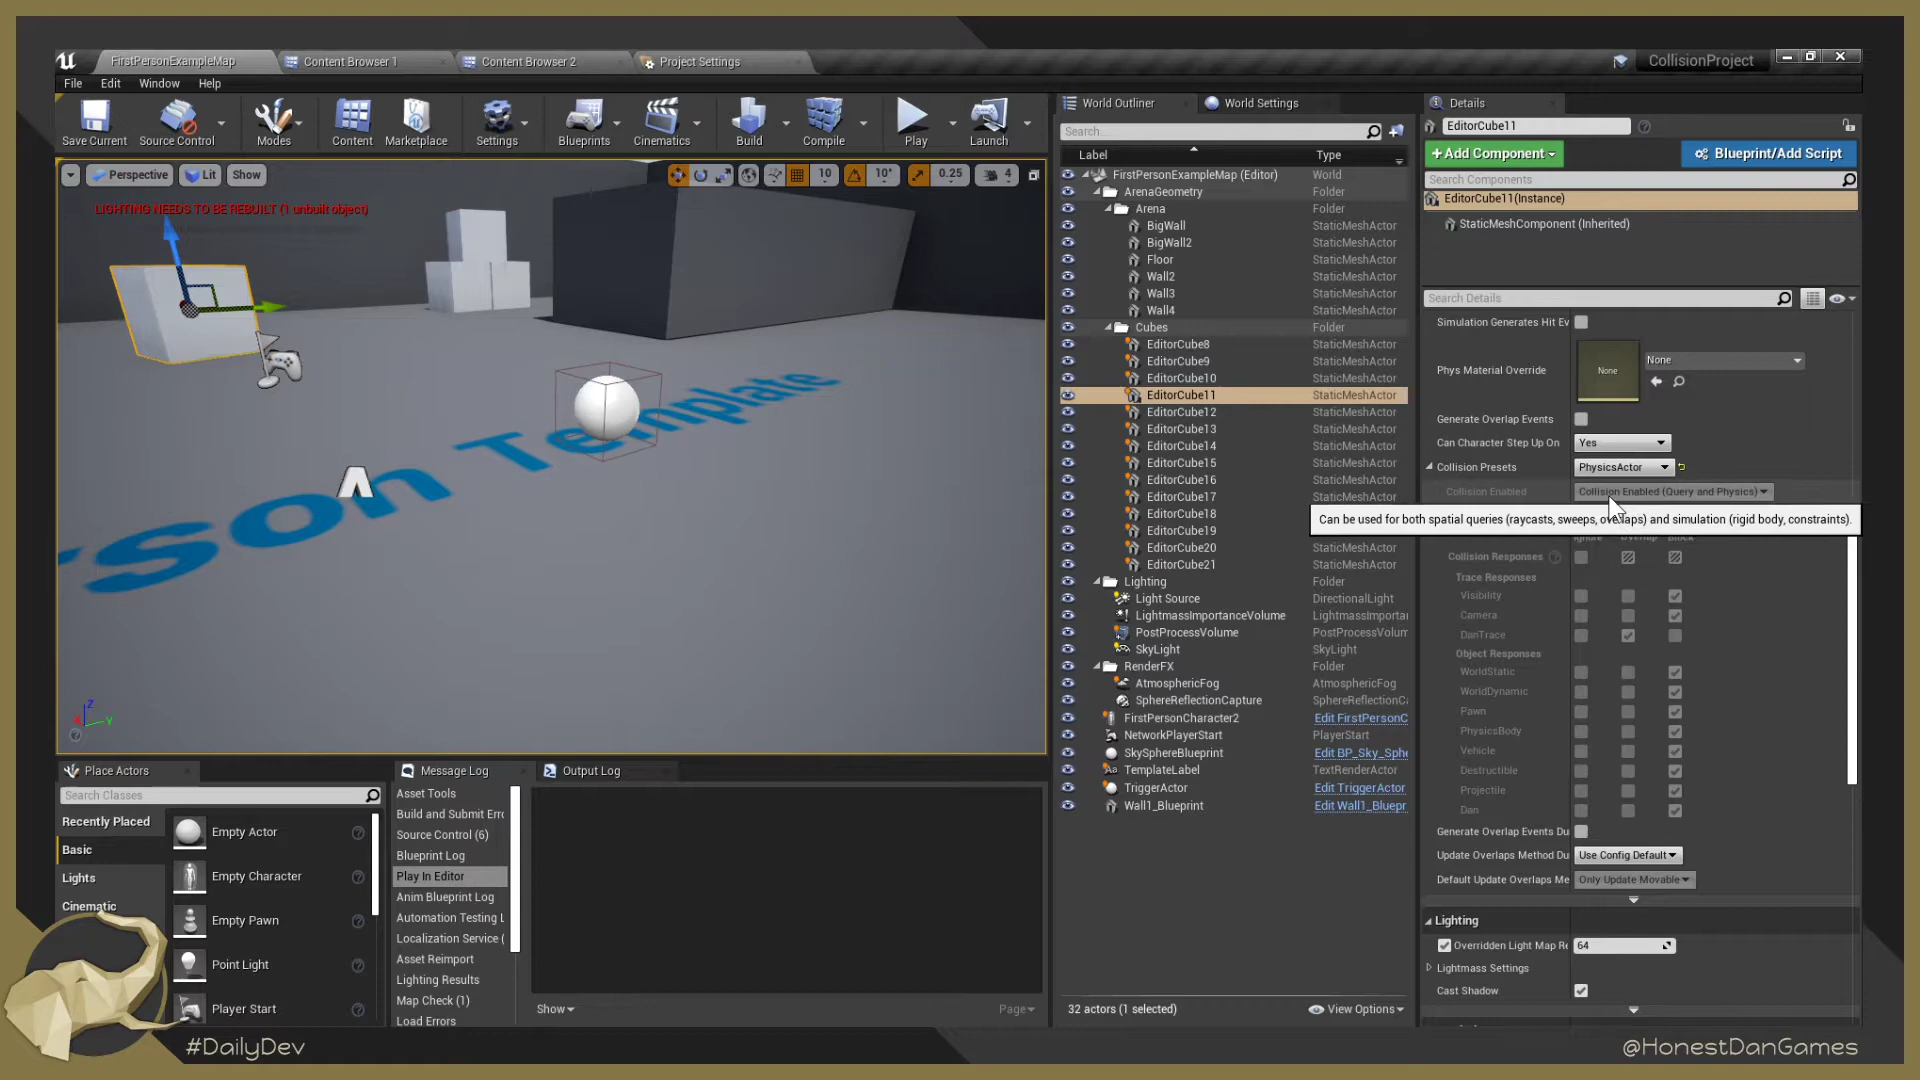 FirstPersonExampleMap
Content Browser 1
Content Browser 2
Project Settings
CollisionProject
File Edit Window Help
Save Current
Source Control
Modes
Content
Marketplace
Settings
Blueprints
Cinematics
Build
Compile
Play
Launch
Perspective
Lit
Show
10
10°
0.25
4
LIGHTING NEEDS TO BE REBUILT (1 unbuilt object)
son Template
rson
World Outliner
World Settings
Search...
Label Type
FirstPersonExampleMap (Editor) World
ArenaGeometry Folder
Arena Folder
BigWall StaticMeshActor
BigWall2 StaticMeshActor
Floor StaticMeshActor
Wall2 StaticMeshActor
Wall3 StaticMeshActor
Wall4 StaticMeshActor
Cubes Folder
EditorCube8 StaticMeshActor
EditorCube9 StaticMeshActor
EditorCube10 StaticMeshActor
EditorCube11 StaticMeshActor
EditorCube12 StaticMeshActor
EditorCube13 StaticMeshActor
EditorCube14 StaticMeshActor
EditorCube15 StaticMeshActor
EditorCube16 StaticMeshActor
EditorCube17 StaticMeshActor
EditorCube18
EditorCube19
EditorCube20 StaticMeshActor
EditorCube21 StaticMeshActor
Lighting Folder
Light Source DirectionalLight
LightmassImportanceVolume LightmassImporta
PostProcessVolume PostProcessVolum
SkyLight SkyLight
RenderFX Folder
AtmosphericFog AtmosphericFog
SphereReflectionCapture SphereReflectionCa
FirstPersonCharacter2 Edit FirstPersonC
NetworkPlayerStart PlayerStart
SkySphereBlueprint Edit BP_Sky_Sphe
TemplateLabel TextRenderActor
TriggerActor Edit TriggerActor
Wall1_Blueprint Edit Wall1_Bluepr
32 actors (1 selected)
View Options
Details
EditorCube11
+Add Component
Blueprint/Add Script
Search Components
EditorCube11(Instance)
StaticMeshComponent (Inherited)
Search Details
Simulation Generates Hit Ev
Phys Material Override None None
Generate Overlap Events
Can Character Step Up On Yes
Collision Presets PhysicsActor
Collision Enabled Collision Enabled (Query and Physics)
Can be used for both spatial queries (raycasts, sweeps, overlaps) and simulation (rigid body, constraints).
Ignore Overlap Block
Collision Responses
Trace Responses
Visibility
Camera
DanTrace
Object Responses
WorldStatic
WorldDynamic
Pawn
PhysicsBody
Vehicle
Destructible
Projectile
Dan
Generate Overlap Events Du
Update Overlaps Method Du Use Config Default
Default Update Overlaps Me Only Update Movable
Lighting
Overridden Light Map Re 64
Lightmass Settings
Cast Shadow
X Y Z
Place Actors
Search Classes
Recently Placed
Basic
Lights
Cinematic
Empty Actor
Empty Character
Empty Pawn
Point Light
Player Start
Message Log
Output Log
Asset Tools
Build and Submit Erro
Source Control (6)
Blueprint Log
Play In Editor
Anim Blueprint Log
Automation Testing L
Localization Service (
Asset Reimport
Lighting Results
Map Check (1)
Load Errors
Show
Page
#DailyDev
@HonestDanGames